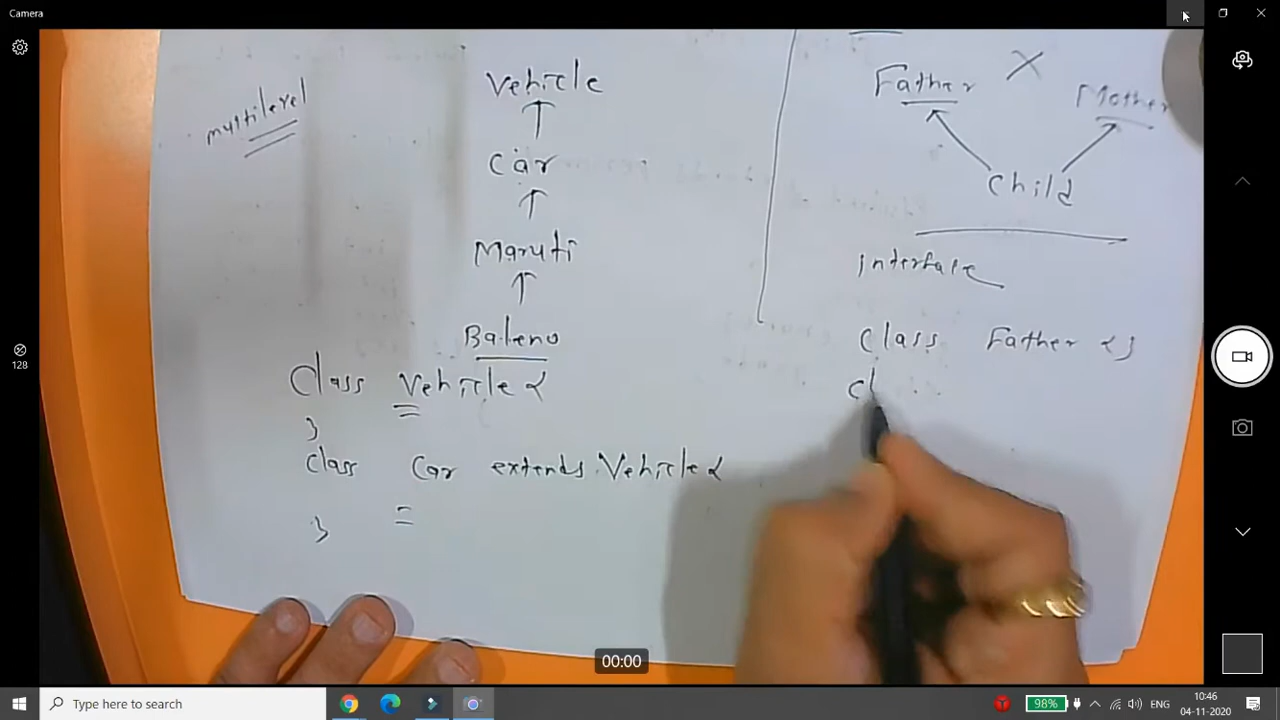 Camera
multilevel
Vehicle
Car
Maruti
Baleno
Class Vehicle {
}
class Car extends Vehicle {
=
}
X
Father Mother
Child
interface
class Father { }
cl
128
00:00
Type here to search
98%
ENG
10:46
04-11-2020